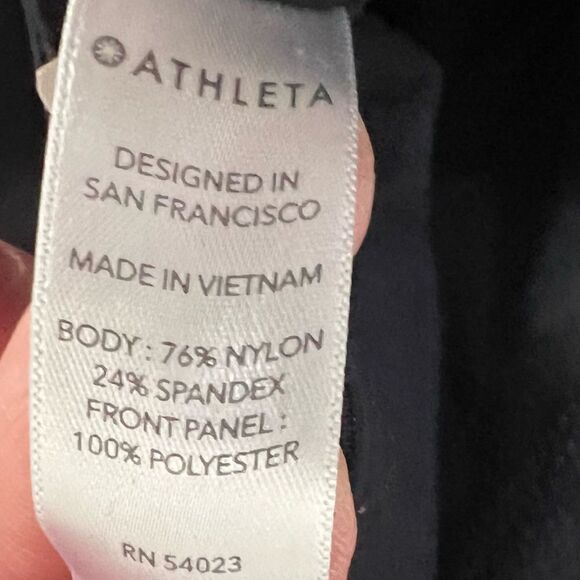 ATHLETA
DESIGNED IN
SAN FRANCISCO
MADE IN VIETNAM
BODY : 76% NYLON
24% SPANDEX
FRONT PANEL :
100% POLYESTER
RN 54023